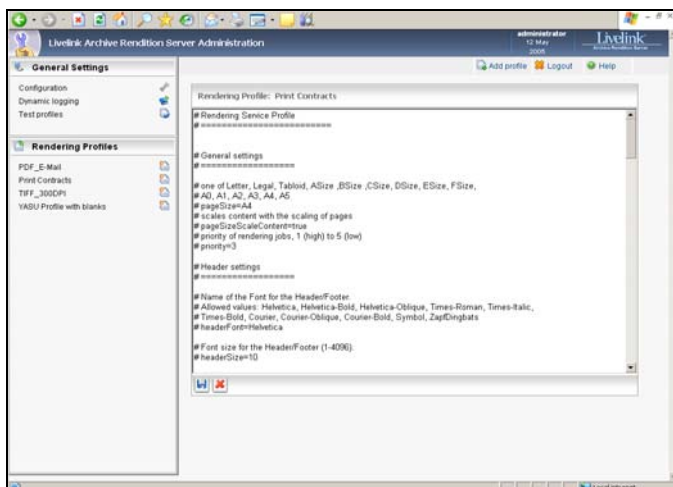 Livelink Archive Rendition Server Administration
administrator
12 May
2005
Livelink
Archive Rendition Server
General Settings
Add profile
Logout
Help
Configuration
Dynamic logging
Test profiles
Rendering Profiles
PDF_E-Mail
Print Contracts
TIFF_300DPI
YASU Profile with blanks
Rendering Profile: Print Contracts
# Rendering Service Profile
# ==========================
# General settings
# ==================
# one of Letter, Legal, Tabloid, ASize ,BSize ,CSize, DSize, ESize, FSize,
# A0, A1, A2, A3, A4, A5
# pageSize=A4
# scales content with the scaling of pages
# pageSizeScaleContent=true
# priority of rendering jobs, 1 (high) to 5 (low)
# priority=3
# Header settings
# ==================
# Name of the Font for the Header/Footer.
# Allowed values: Helvetica, Helvetica-Bold, Helvetica-Oblique, Times-Roman, Times-Italic,
# Times-Bold, Courier, Courier-Oblique, Courier-Bold, Symbol, ZapfDingbats
# headerFont=Helvetica
# Font size for the Header/Footer (1-4096).
# headerSize=10
Local intranet